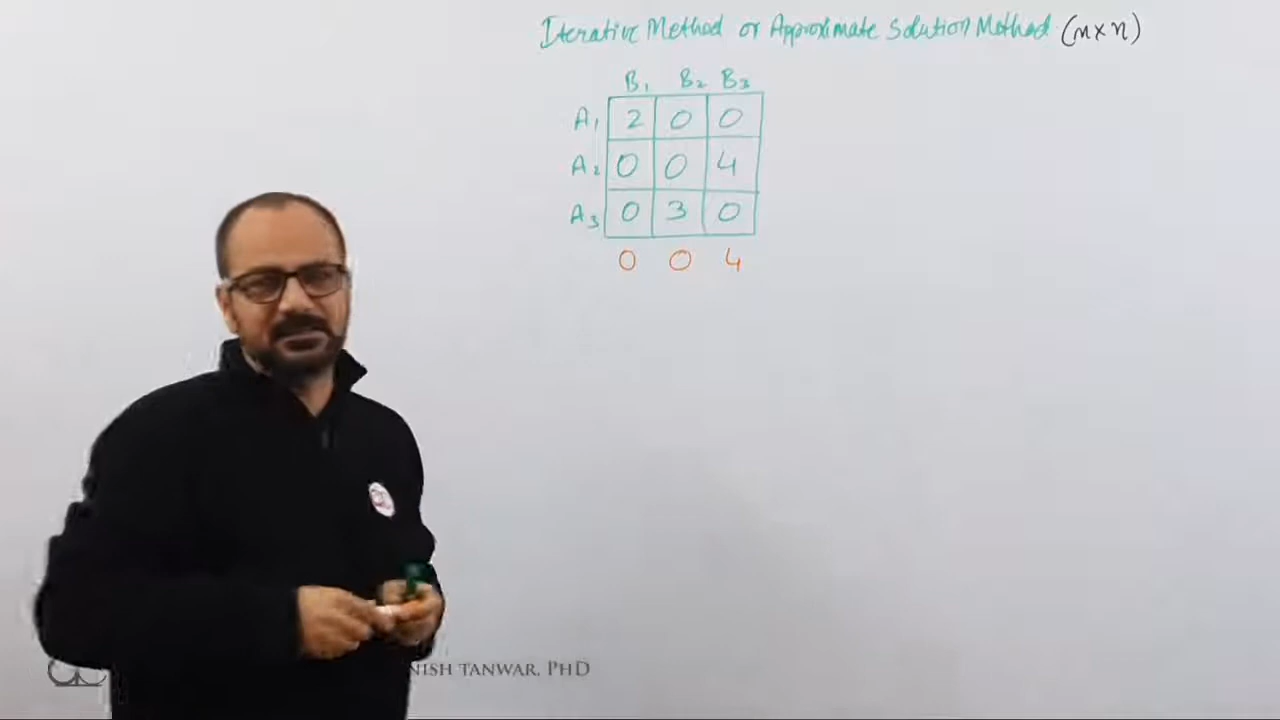 Iterative Method or Approximate Solution Method (n×n)
B₁ B₂ B₃
A₁ 2 0 0
A₂ 0 0 4
A₃ 0 3 0
0 0 4
NISH TANWAR, PHD